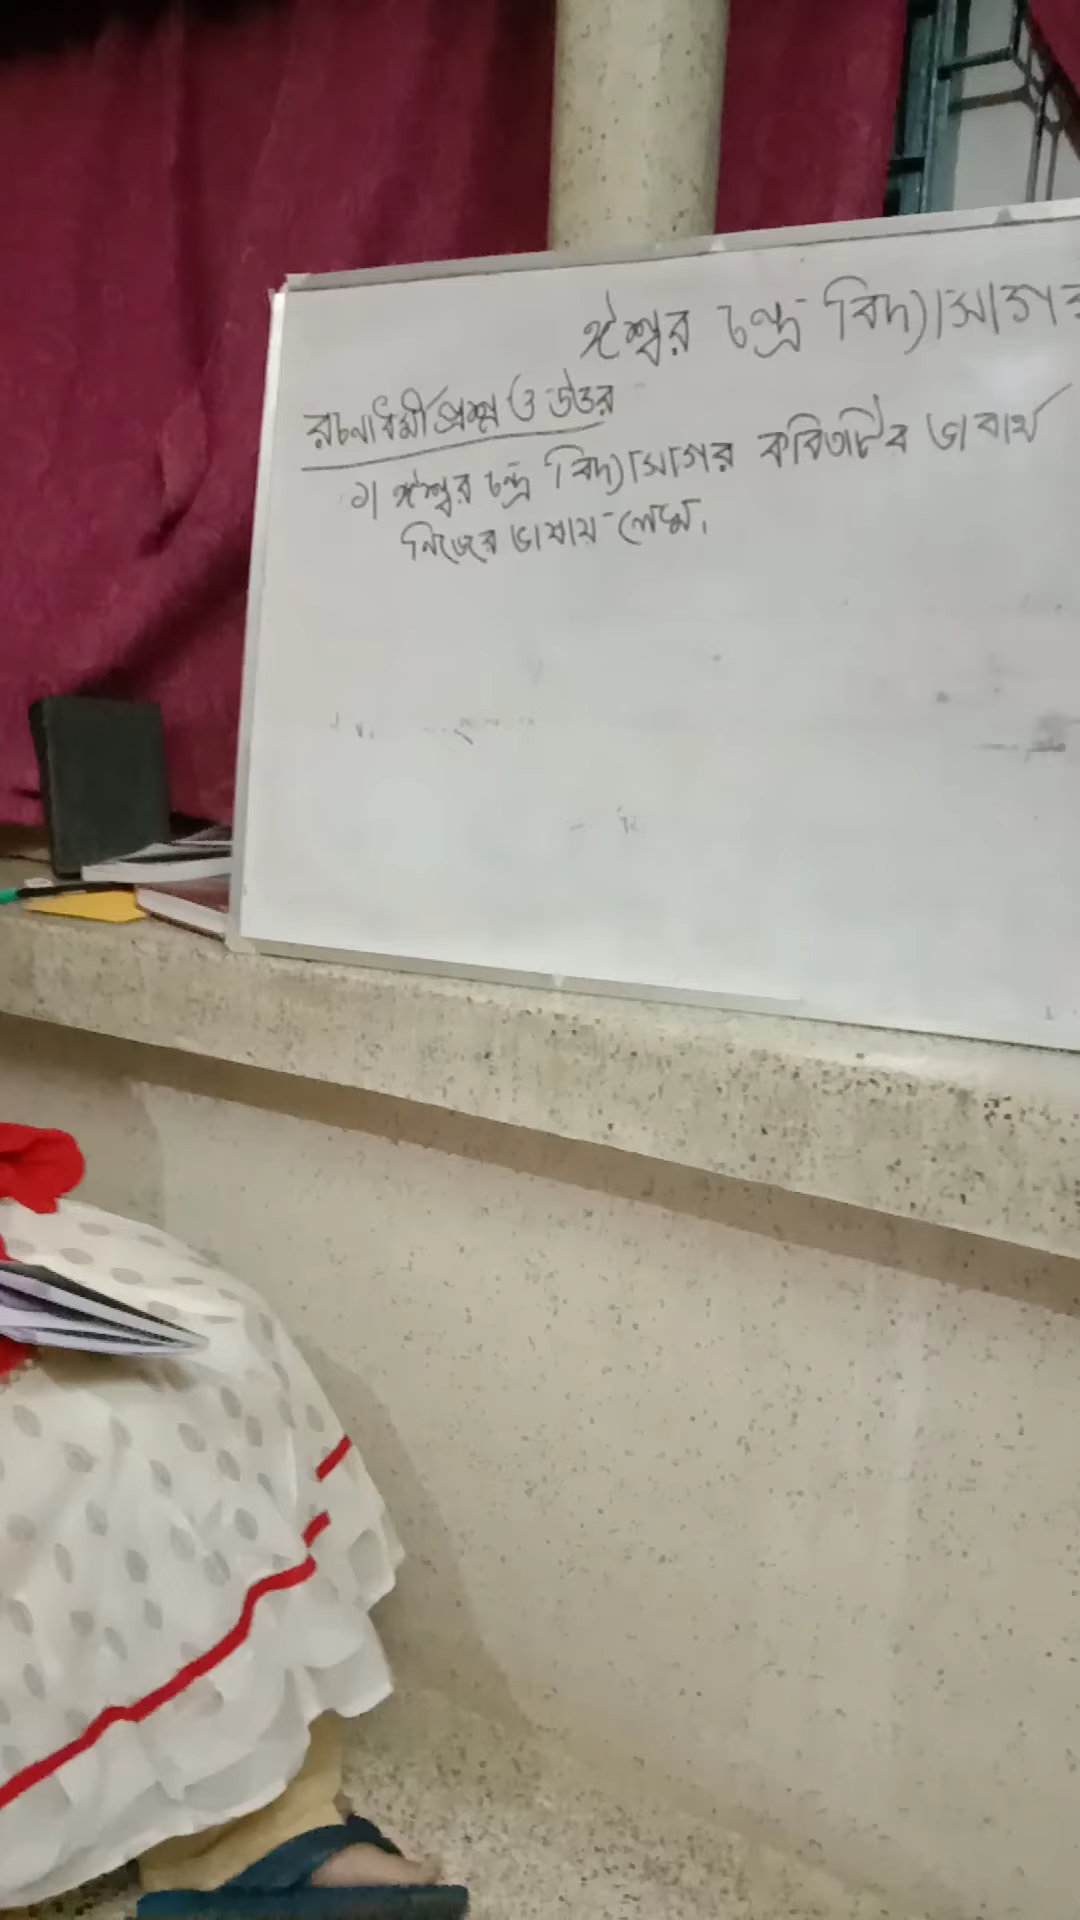 ঈশ্বর চন্দ্র বিদ্যাসাগর
রচনাধর্মী প্রশ্ন ও উত্তর
১। ঈশ্বর চন্দ্র বিদ্যাসাগর কবিতাটির ভাবার্থ
নিজের ভাষায় লেখ।